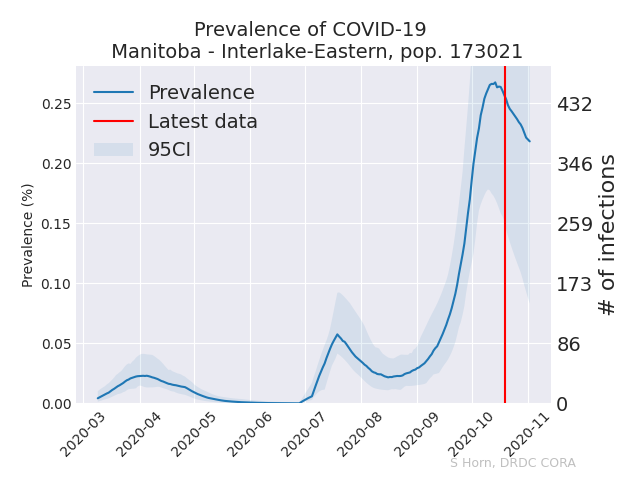 Prevalence of COVID-19
Manitoba - Interlake-Eastern, pop. 173021
Prevalence
Latest data
95CI
Prevalence (%)
0.25
0.20
0.15
0.10
0.05
0.00
432
346
259
173
86
0
# of infections
2020-03
2020-04
2020-05
2020-06
2020-07
2020-08
2020-09
2020-10
2020-11
S Horn, DRDC CORA